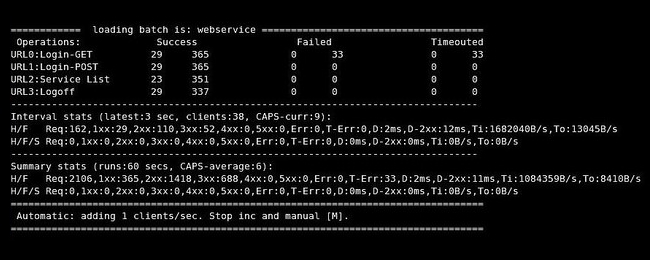 ============  loading batch is: webservice ======================================
 Operations:             Success                 Failed                 Timeouted
URL0:Login-GET          29     365              0      33               0      33
URL1:Login-POST         29     365              0      0                0      0
URL2:Service List       23     351              0      0                0      0
URL3:Logoff             29     337              0      0                0      0
--------------------------------------------------------------------------------
Interval stats (latest:3 sec, clients:38, CAPS-curr:9):
H/F   Req:162,1xx:29,2xx:110,3xx:52,4xx:0,5xx:0,Err:0,T-Err:0,D:2ms,D-2xx:12ms,Ti:1682040B/s,To:13045B/s
H/F/S Req:0,1xx:0,2xx:0,3xx:0,4xx:0,5xx:0,Err:0,T-Err:0,D:0ms,D-2xx:0ms,Ti:0B/s,To:0B/s
--------------------------------------------------------------------------------
Summary stats (runs:60 secs, CAPS-average:6):
H/F   Req:2106,1xx:365,2xx:1418,3xx:688,4xx:0,5xx:0,Err:0,T-Err:33,D:2ms,D-2xx:11ms,Ti:1084359B/s,To:8410B/s
H/F/S Req:0,1xx:0,2xx:0,3xx:0,4xx:0,5xx:0,Err:0,T-Err:0,D:0ms,D-2xx:0ms,Ti:0B/s,To:0B/s
=================================================================================
 Automatic: adding 1 clients/sec. Stop inc and manual [M].
=================================================================================